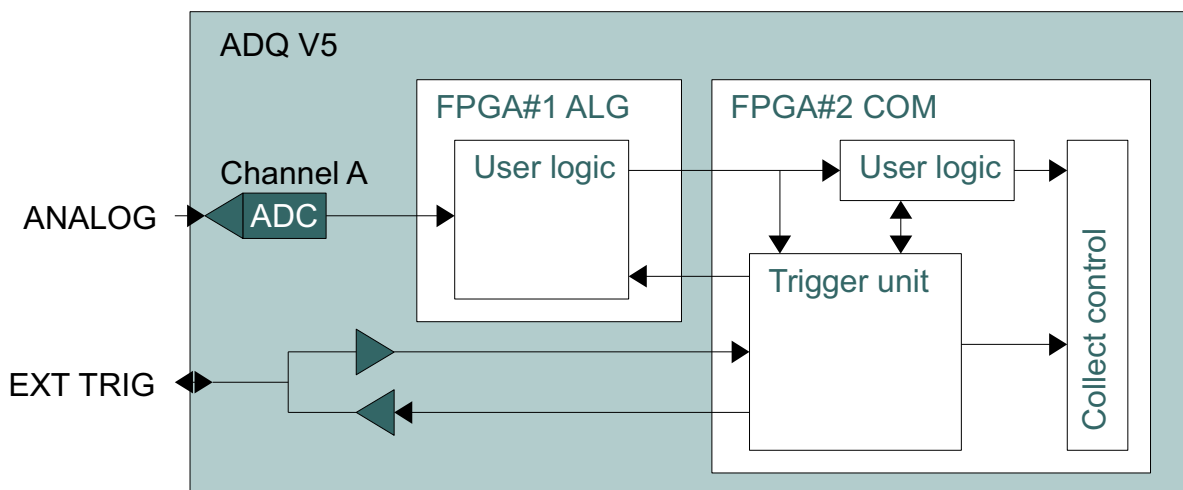 ADQ V5
FPGA#1 ALG
FPGA#2 COM
User logic
User logic
Channel A
ADC
ANALOG
Trigger unit
Collect control
EXT TRIG